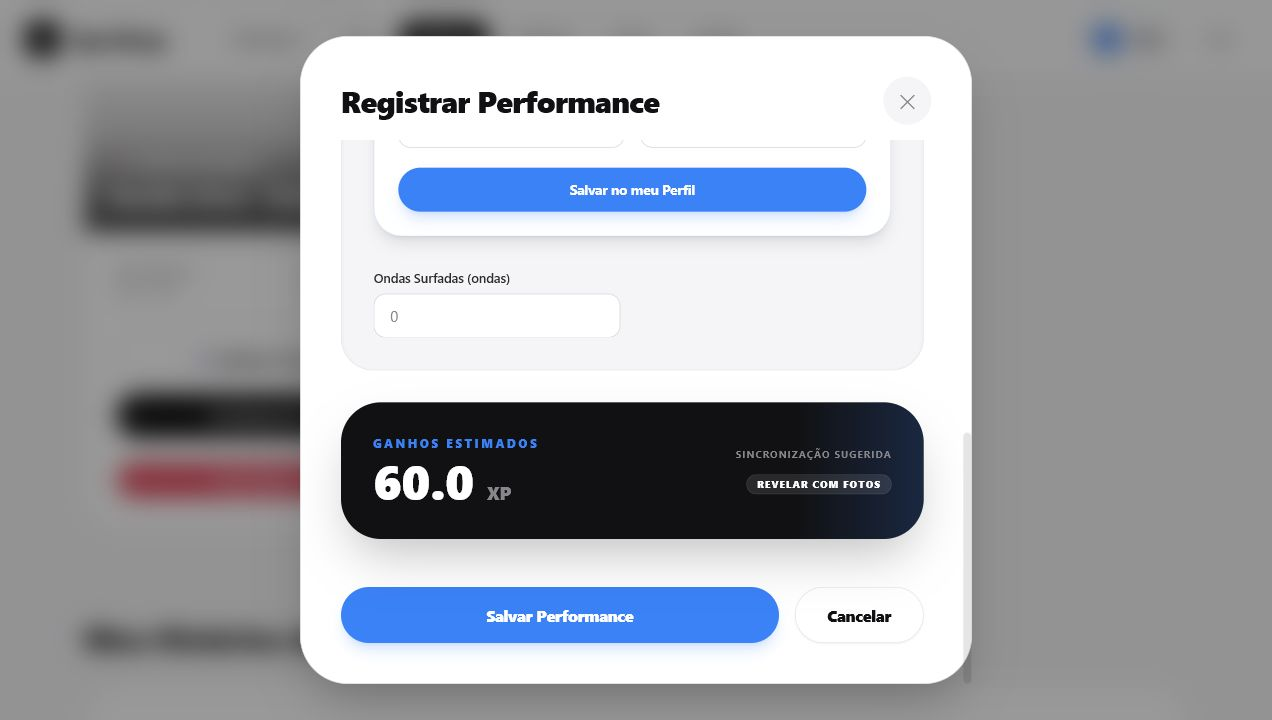 Registrar Performance
Salvar no meu Perfil
Ondas Surfadas (ondas)
0
GANHOS ESTIMADOS
60.0 XP
SINCRONIZAÇÃO SUGERIDA
REVELAR COM FOTOS
Salvar Performance
Cancelar